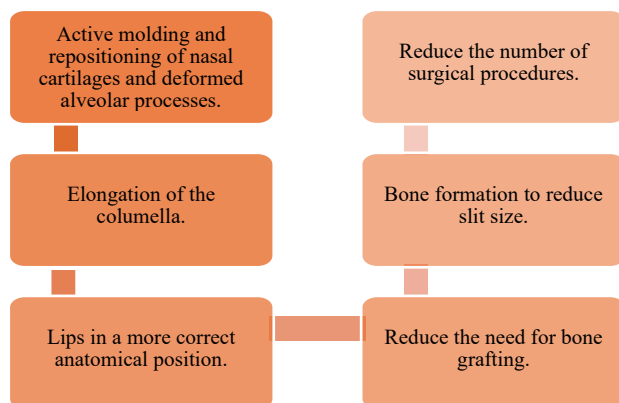 Active molding and
repositioning of nasal
cartilages and deformed
alveolar processes.
Elongation of the
columella.
Lips in a more correct
anatomical position.
Reduce the need for bone
grafting.
Bone formation to reduce
slit size.
Reduce the number of
surgical procedures.